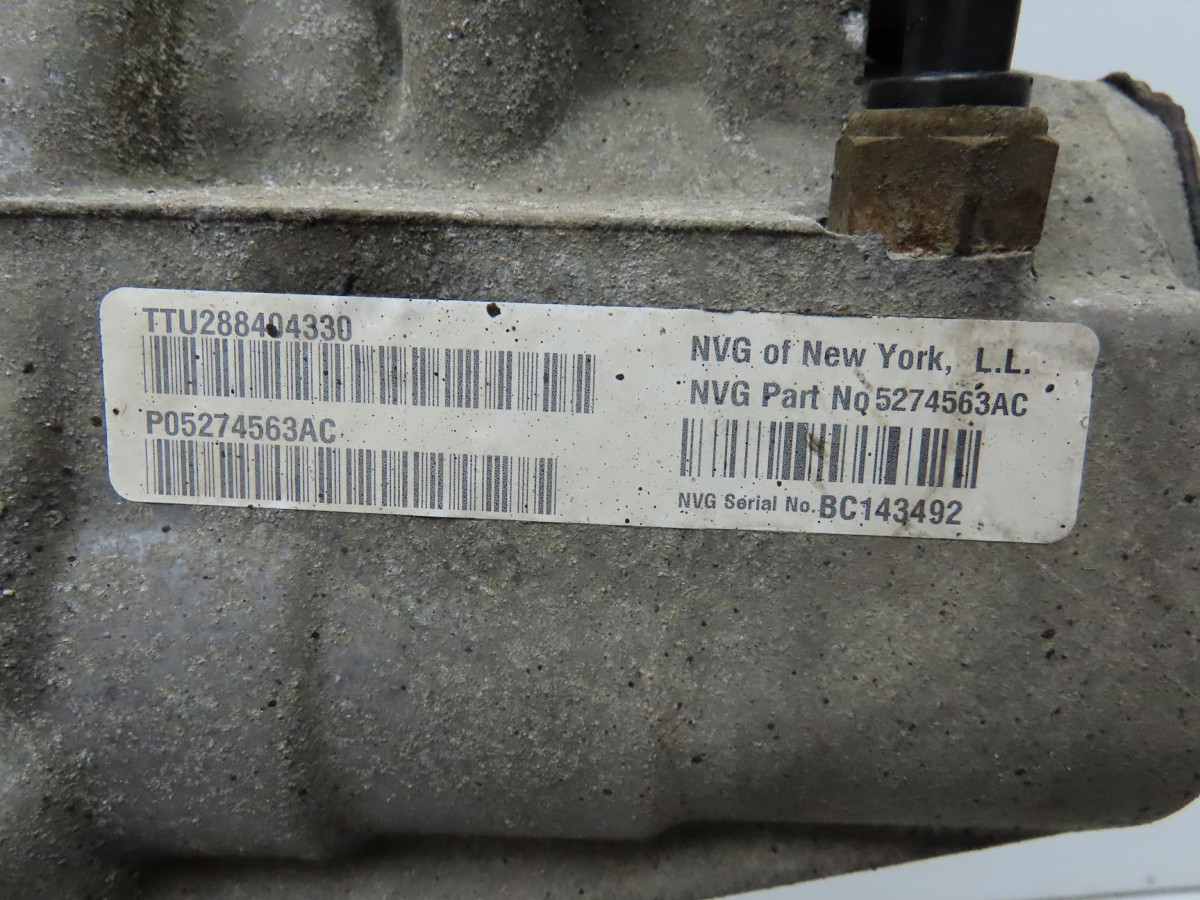 TTU288404330
P05274563AC
NVG of New York, L.L.
NVG Part No 5274563AC
NVG Serial No. BC143492